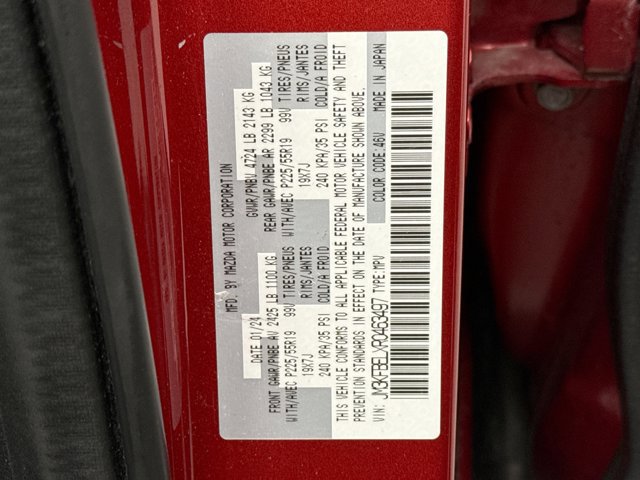 MFD. BY MAZDA MOTOR CORPORATION
DATE 01/24 GVWR/PNBV 4724 LB 2143 KG
FRONT GAWR/PNBE AV 2425 LB 1100 KG REAR GAWR/PNBE AR 2299 LB 1043 KG
WITH/AVEC P225/55R19 99V TIRES/PNEUS WITH/AVEC P225/55R19 99V TIRES/PNEUS
19X7J RIMS/JANTES 19X7J RIMS/JANTES
240 KPA/35 PSI COLD/A FROID 240 KPA/35 PSI COLD/A FROID
THIS VEHICLE CONFORMS TO ALL APPLICABLE FEDERAL MOTOR VEHICLE SAFETY AND THEFT
PREVENTION STANDARDS IN EFFECT ON THE DATE OF MANUFACTURE SHOWN ABOVE.
JM3KFBELXR0463497 TYPE:MPV COLOR CODE:46V MADE IN JAPAN